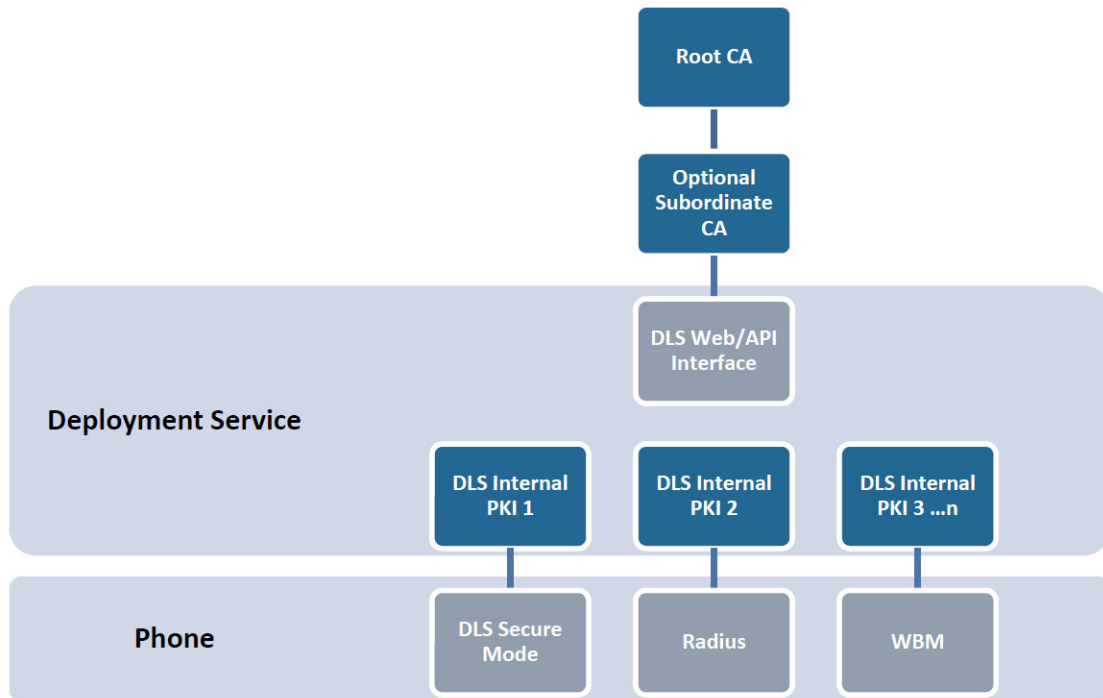 Root CA
Optional
Subordinate
CA
DLS Web/API
Interface
Deployment Service
DLS Internal
PKI 1
DLS Internal
PKI 2
DLS Internal
PKI 3 ...n
Phone
DLS Secure
Mode
Radius
WBM